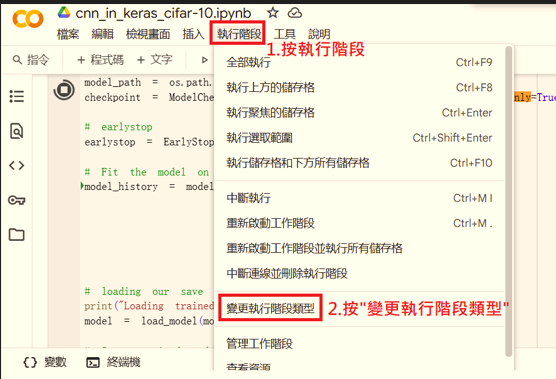 cnn_in_keras_cifar-10.ipynb
檔案 編輯 檢視畫面 插入 執行階段 工具 說明
1.按執行階段
指令 + 程式碼 + 文字
全部執行 Ctrl+F9
執行上方的儲存格 Ctrl+F8
執行聚焦的儲存格 Ctrl+Enter
執行選取範圍 Ctrl+Shift+Enter
執行儲存格和下方所有儲存格 Ctrl+F10
中斷執行 Ctrl+M I
重新啟動工作階段 Ctrl+M .
重新啟動工作階段並執行所有儲存格
中斷連線並刪除執行階段
變更執行階段類型
2.按"變更執行階段類型"
管理工作階段
查看資源
model_path = os.path.
checkpoint = ModelChe
nly=True
# earlystop
earlystop = EarlyStop
# Fit the model on
model_history = model
# loading our save
print("Loading trained
model = load_model(mo
{} 變數 終端機